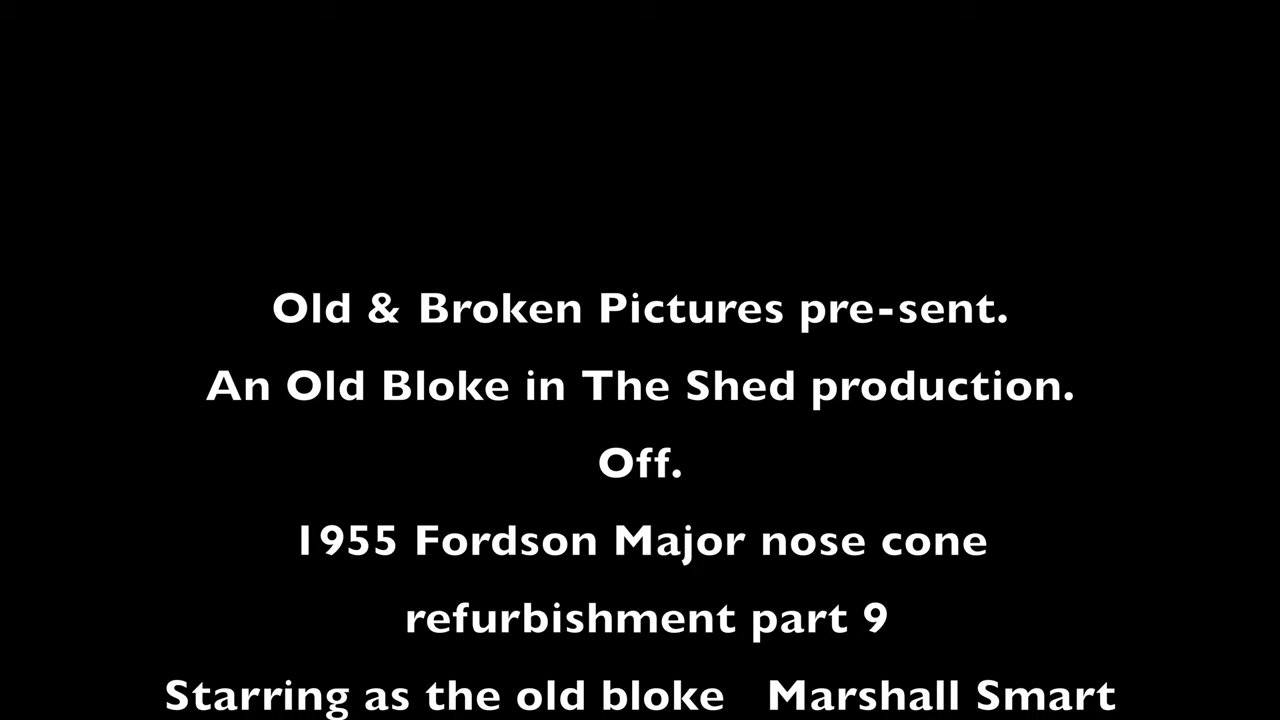 Old & Broken Pictures pre-sent.
An Old Bloke in The Shed production.
Off.
1955 Fordson Major nose cone
refurbishment part 9
Starring as the old bloke Marshall Smart